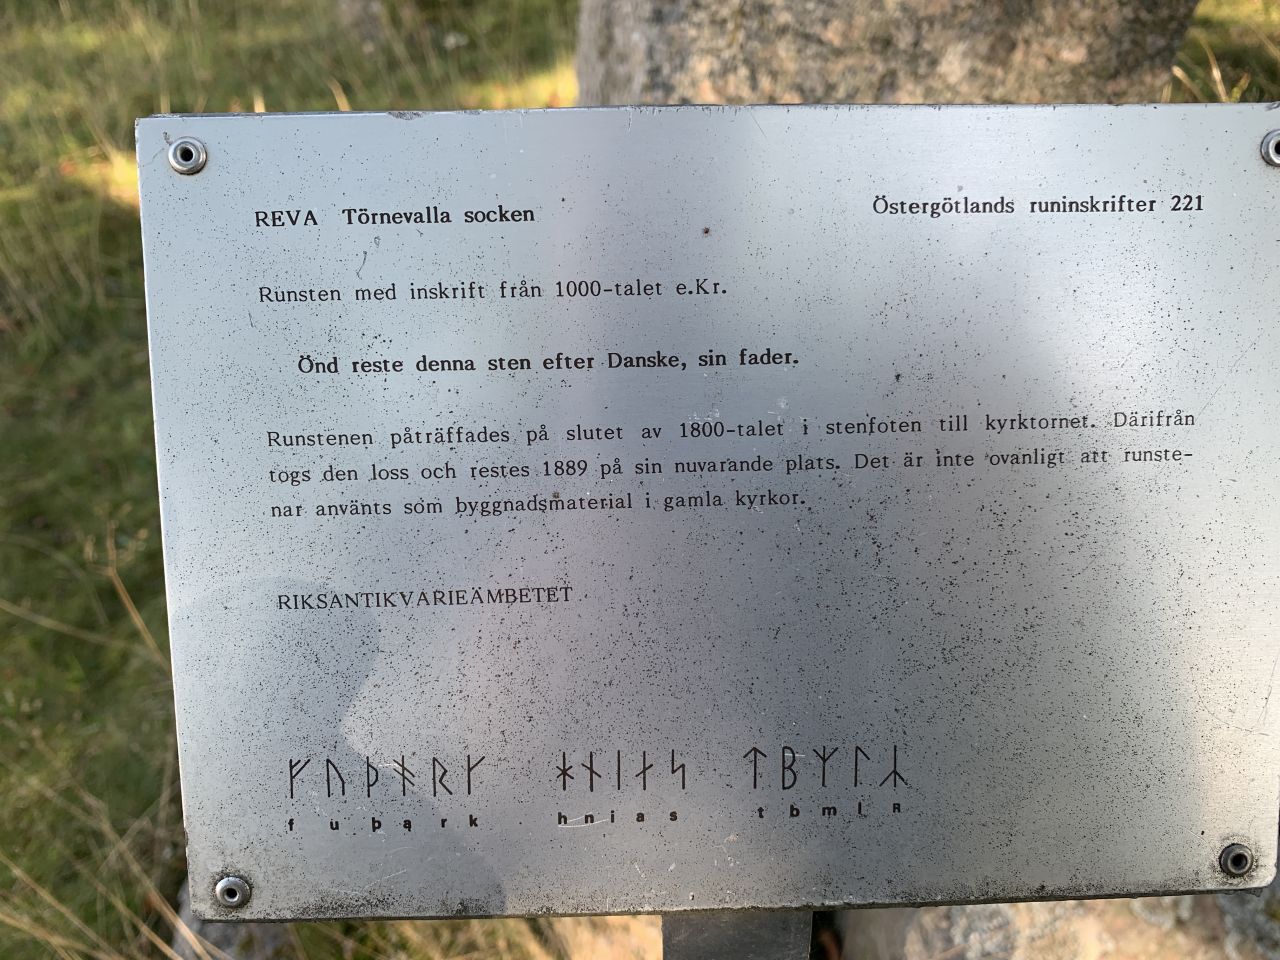 REVA Törnevalla socken Östergötlands runinskrifter 221
Runsten med inskrift från 1000-talet e.Kr.
Önd reste denna sten efter Danske, sin fader.
Runstenen påträffades på slutet av 1800-talet i stenfoten till kyrktornet. Därifrån
togs den loss och restes 1889 på sin nuvarande plats. Det är inte ovanligt att runste-
nar använts som byggnadsmaterial i gamla kyrkor.
RIKSANTIKVARIEÄMBETET
ᚠᚢᚦᚬᚱᚴ ᚼᚾᛁᛅᛋ ᛏᛒᛘᛚᛦ
f u þ ą r k h n i a s t b m l ʀ